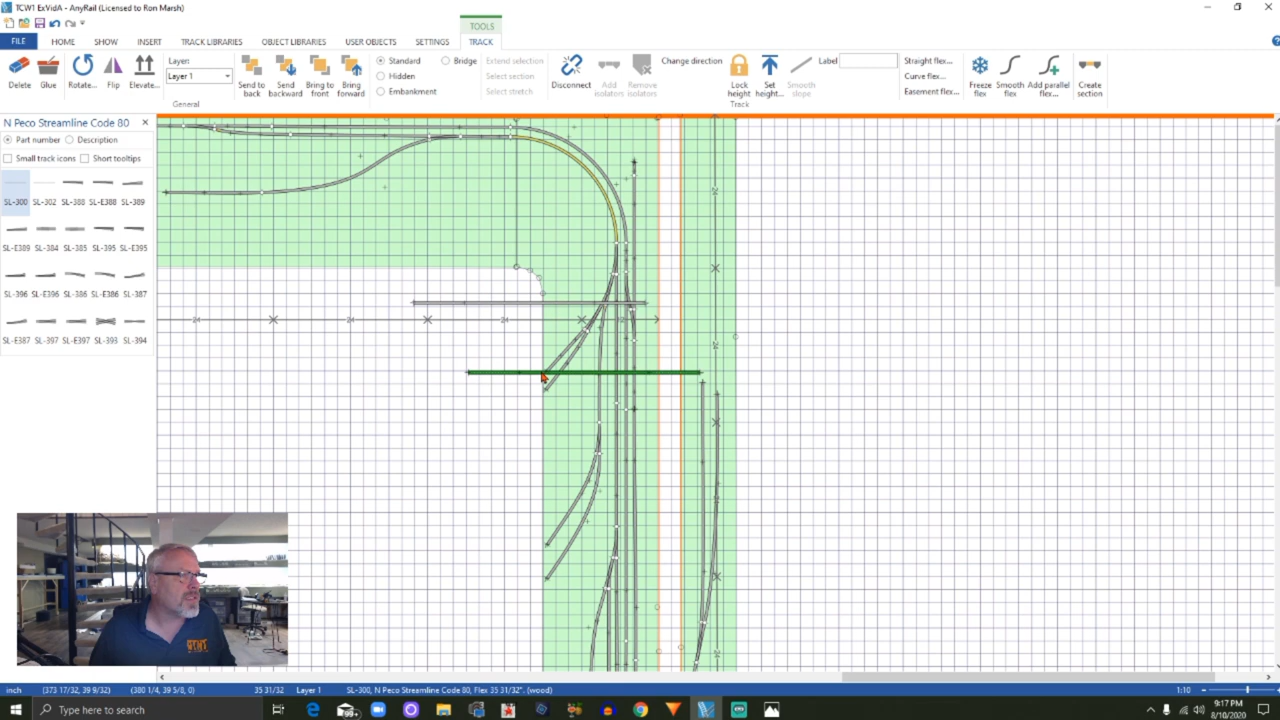 TCW1 ExVidA - AnyRail (Licensed to Ron Marsh)
TOOLS
FILE HOME SHOW INSERT TRACK LIBRARIES OBJECT LIBRARIES USER OBJECTS SETTINGS TRACK
Layer:
Layer 1
Delete Glue Rotate... Flip Elevate...
General
Send to back
Send backward
Bring to front
Bring forward
Standard Bridge
Hidden
Embankment
Extend selection
Select section
Select stretch
Disconnect
Add isolators
Remove isolators
Change direction
Lock height
Set height...
Smooth slope
Label
Track
Straight flex...
Curve flex...
Easement flex...
Freeze flex
Smooth flex
Add parallel flex...
Create section
N Peco Streamline Code 80
Part number Description
Small track icons Short tooltips
SL-300 SL-302 SL-388 SL-E388 SL-389
SL-E389 SL-384 SL-385 SL-395 SL-E395
SL-396 SL-E396 SL-386 SL-E386 SL-387
SL-E387 SL-397 SL-E397 SL-393 SL-394
24
24
24
24
24
inch (373 17/32, 39 9/32) (380 1/4, 39 5/8, 0) 35 31/32 Layer 1 SL-300, N Peco Streamline Code 80, Flex 35 31/32". (wood) 1:10
Type here to search
99+
9:17 PM
8/10/2020